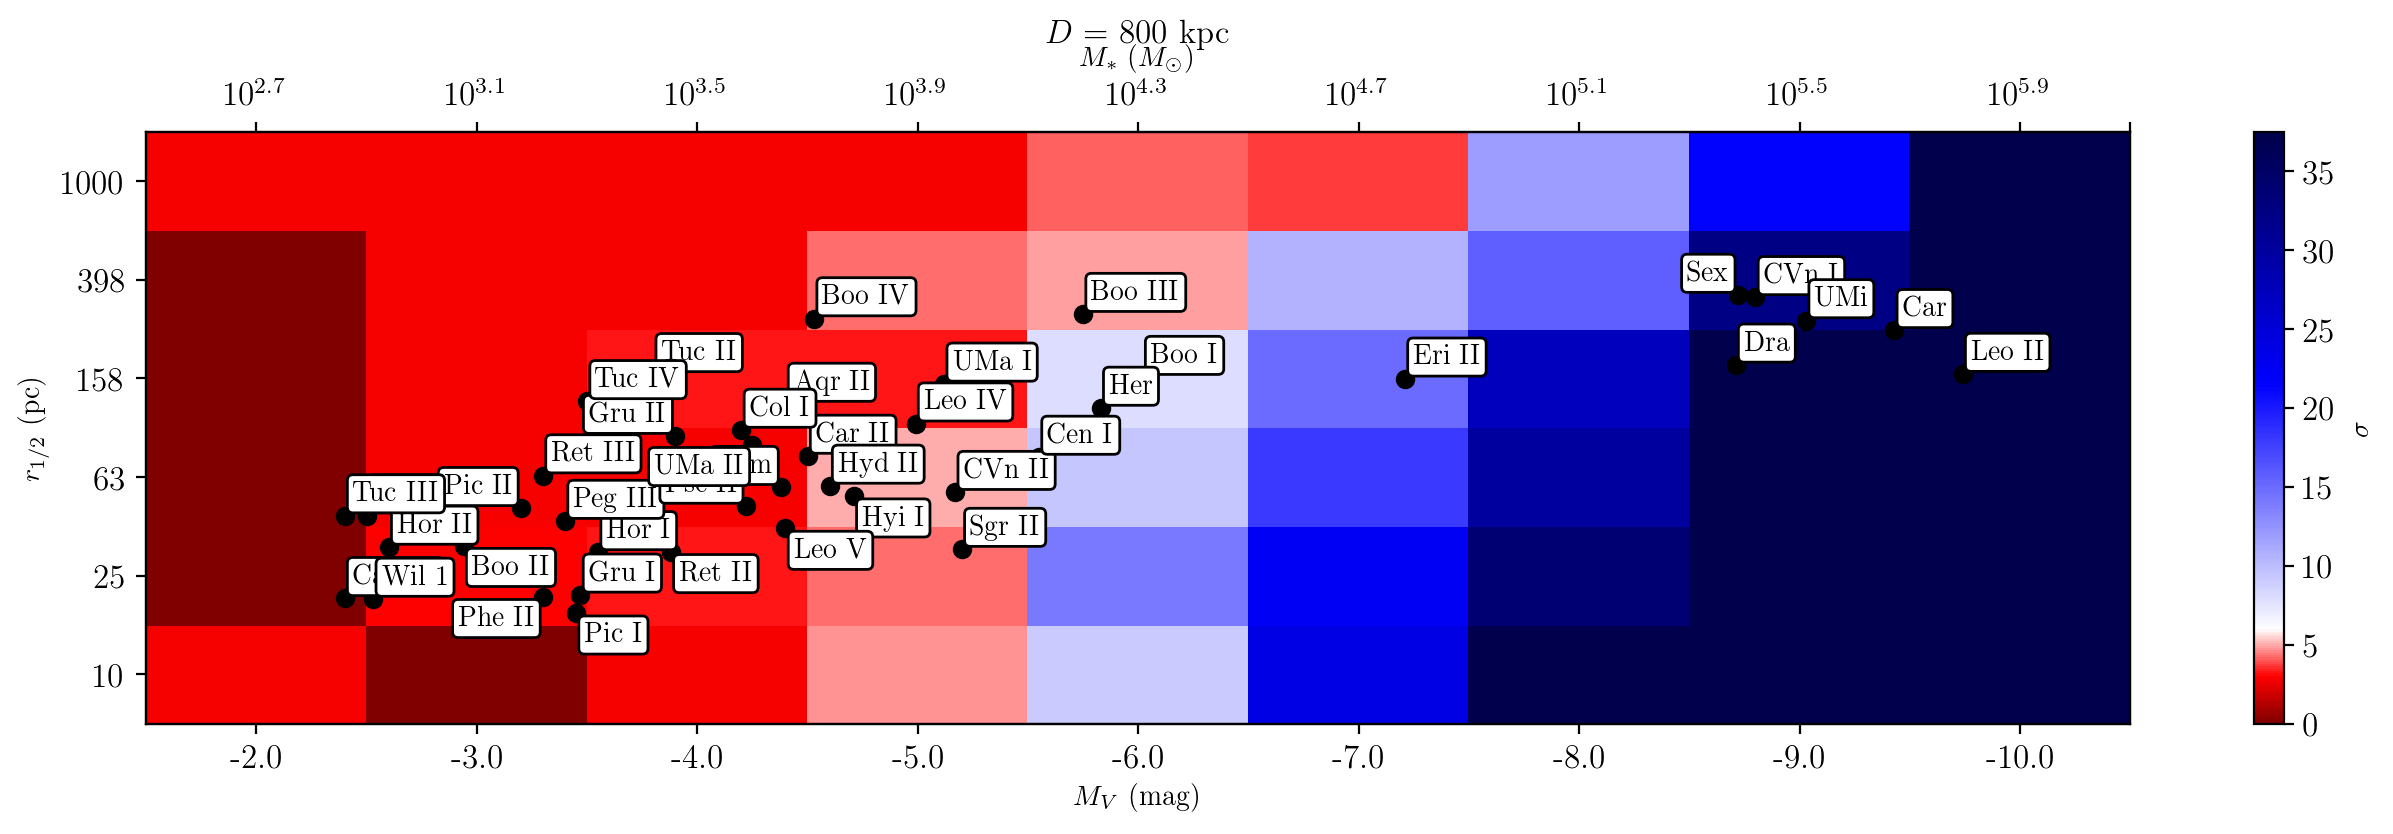 D = 800 kpc
M* (M⊙)
10^2.7 10^3.1 10^3.5 10^3.9 10^4.3 10^4.7 10^5.1 10^5.5 10^5.9
1000
398
158
63
25
10
r1/2 (pc)
Boo IV
Boo III
Sex
CVn I
UMi
Car
Dra
Leo II
Tuc II
Tuc IV
UMa I
Boo I
Eri II
Aqr II
Her
Gru II
Col I
Leo IV
Car II
Cen I
Ret III
UMa II
Hyd II
CVn II
Tuc III
Pic II
Peg III
Hor II
Hor I
Hyi I
Sgr II
Leo V
Wil 1
Boo II
Gru I
Ret II
Phe II
Pic I
-2.0 -3.0 -4.0 -5.0 -6.0 -7.0 -8.0 -9.0 -10.0
MV (mag)
35
30
25
20
15
10
5
0
σ